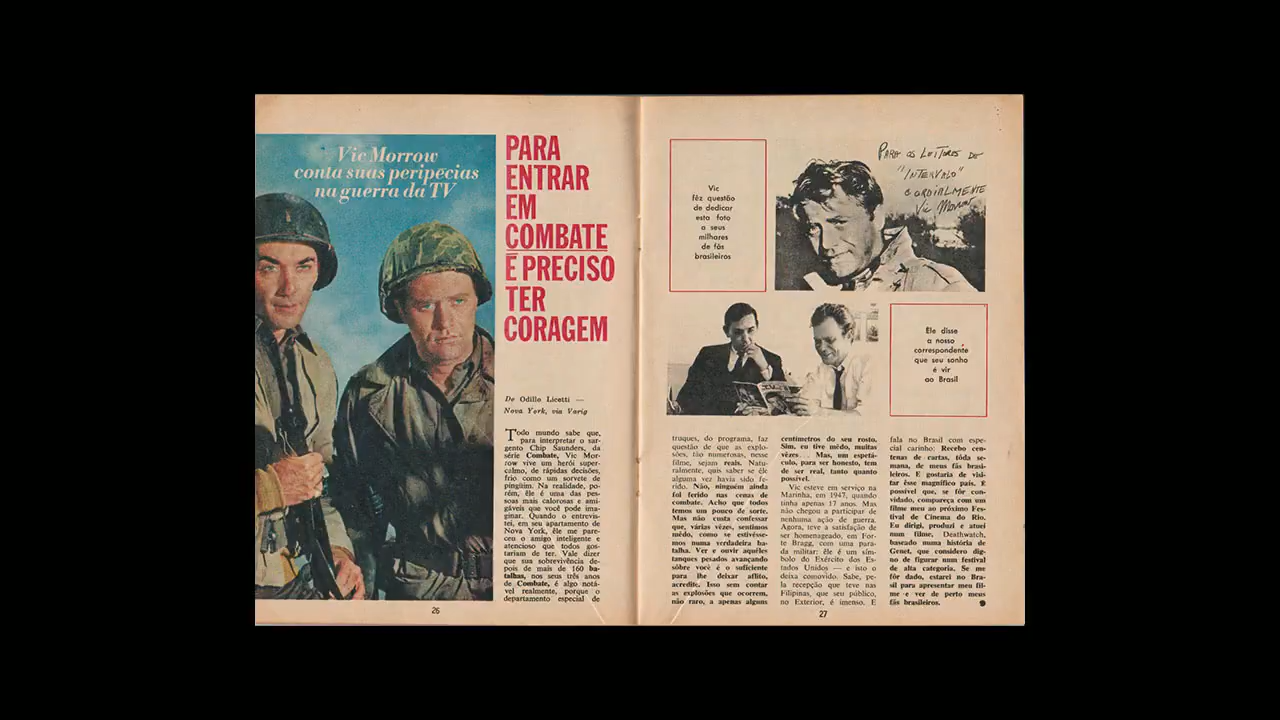 Vic Morrow
conta suas peripécias
na guerra da TV
PARA
ENTRAR
EM
COMBATE
É PRECISO
TER
CORAGEM
De Odillo Licetti —
Nova York, via Varig
Todo mundo sabe que,
para interpretar o sar-
gento Chip Saunders, da
série Combate, Vic Mor-
row vive um herói super-
calmo, de rápidas decisões,
frio como um sorvete de
pingüim. Na realidade, po-
rém, êle é uma das pes-
soas mais calorosas e ami-
gáveis que você pode ima-
ginar. Quando o entrevis-
tei, em seu apartamento de
Nova York, êle me pare-
ceu o amigo inteligente e
atencioso que todos gos-
tariam de ter. Vale dizer
que sua sobrevivência de-
pois de mais de 160 ba-
talhas, nos seus três anos
de Combate, é algo notá-
vel realmente, porque o
departamento especial de
26
Vic
fêz questão
de dedicar
esta foto
a seus
milhares
de fãs
brasileiros
PARA OS LEITORES DE
"INTERVALO"
CORDIALMENTE
Vic Morrow
Êle disse
a nosso
correspondente
que seu sonho
é vir
ao Brasil
truques, do programa, faz
questão de que as explo-
sões, tão numerosas, nesse
filme, sejam reais. Natu-
ralmente, quis saber se êle
alguma vez havia sido fe-
rido. Não, ninguém ainda
foi ferido nas cenas de
combate. Acho que todos
temos um pouco de sorte.
Mas não custa confessar
que, várias vêzes, sentimos
mêdo, como se estivésse-
mos numa verdadeira ba-
talha. Ver e ouvir aquêles
tanques pesados avançando
sôbre você é o suficiente
para lhe deixar aflito,
acredite. Isso sem contar
as explosões que ocorrem,
não raro, a apenas alguns
centímetros do seu rosto.
Sim, eu tive mêdo, muitas
vêzes... Mas, um espetá-
culo, para ser honesto, tem
de ser real, tanto quanto
possível.
Vic esteve em serviço na
Marinha, em 1947, quando
tinha apenas 17 anos. Mas
não chegou a participar de
nenhuma ação de guerra.
Agora, teve a satisfação de
ser homenageado, em For-
te Bragg, com uma para-
da militar: êle é um sím-
bolo do Exército dos Es-
tados Unidos — e isto o
deixa comovido. Sabe, pe-
la recepção que teve nas
Filipinas, que seu público,
no Exterior, é imenso. E
fala no Brasil com espe-
cial carinho: Recebo cen-
tenas de cartas, tôda se-
mana, de meus fãs brasi-
leiros. E gostaria de visi-
tar êsse magnífico país. É
possível que, se fôr con-
vidado, compareça com um
filme meu ao próximo Fes-
tival de Cinema do Rio.
Eu dirigi, produzi e atuei
num filme, Deathwatch,
baseado numa história de
Genet, que considero dig-
no de figurar num festival
de alta categoria. Se me
fôr dado, estarei no Bra-
sil para apresentar meu fil-
me e ver de perto meus
fãs brasileiros.
27